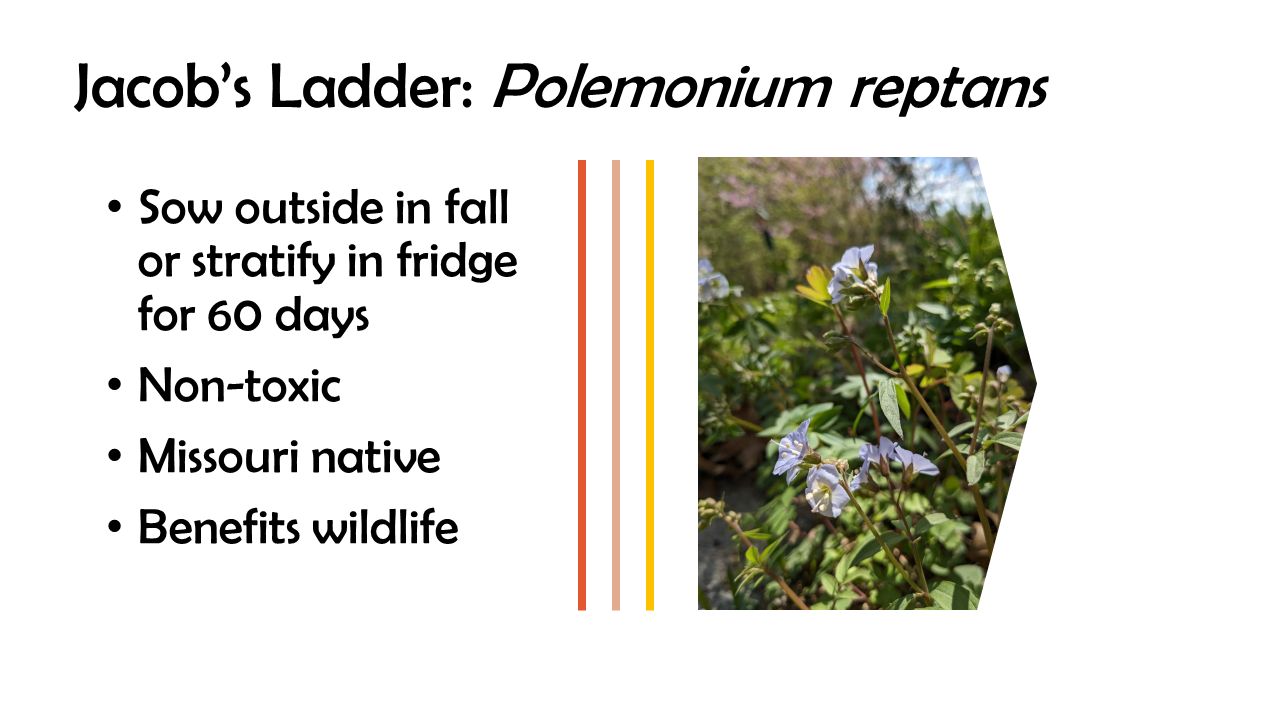 Jacob’s Ladder: Polemonium reptans
• Sow outside in fall
or stratify in fridge
for 60 days
• Non-toxic
• Missouri native
• Benefits wildlife